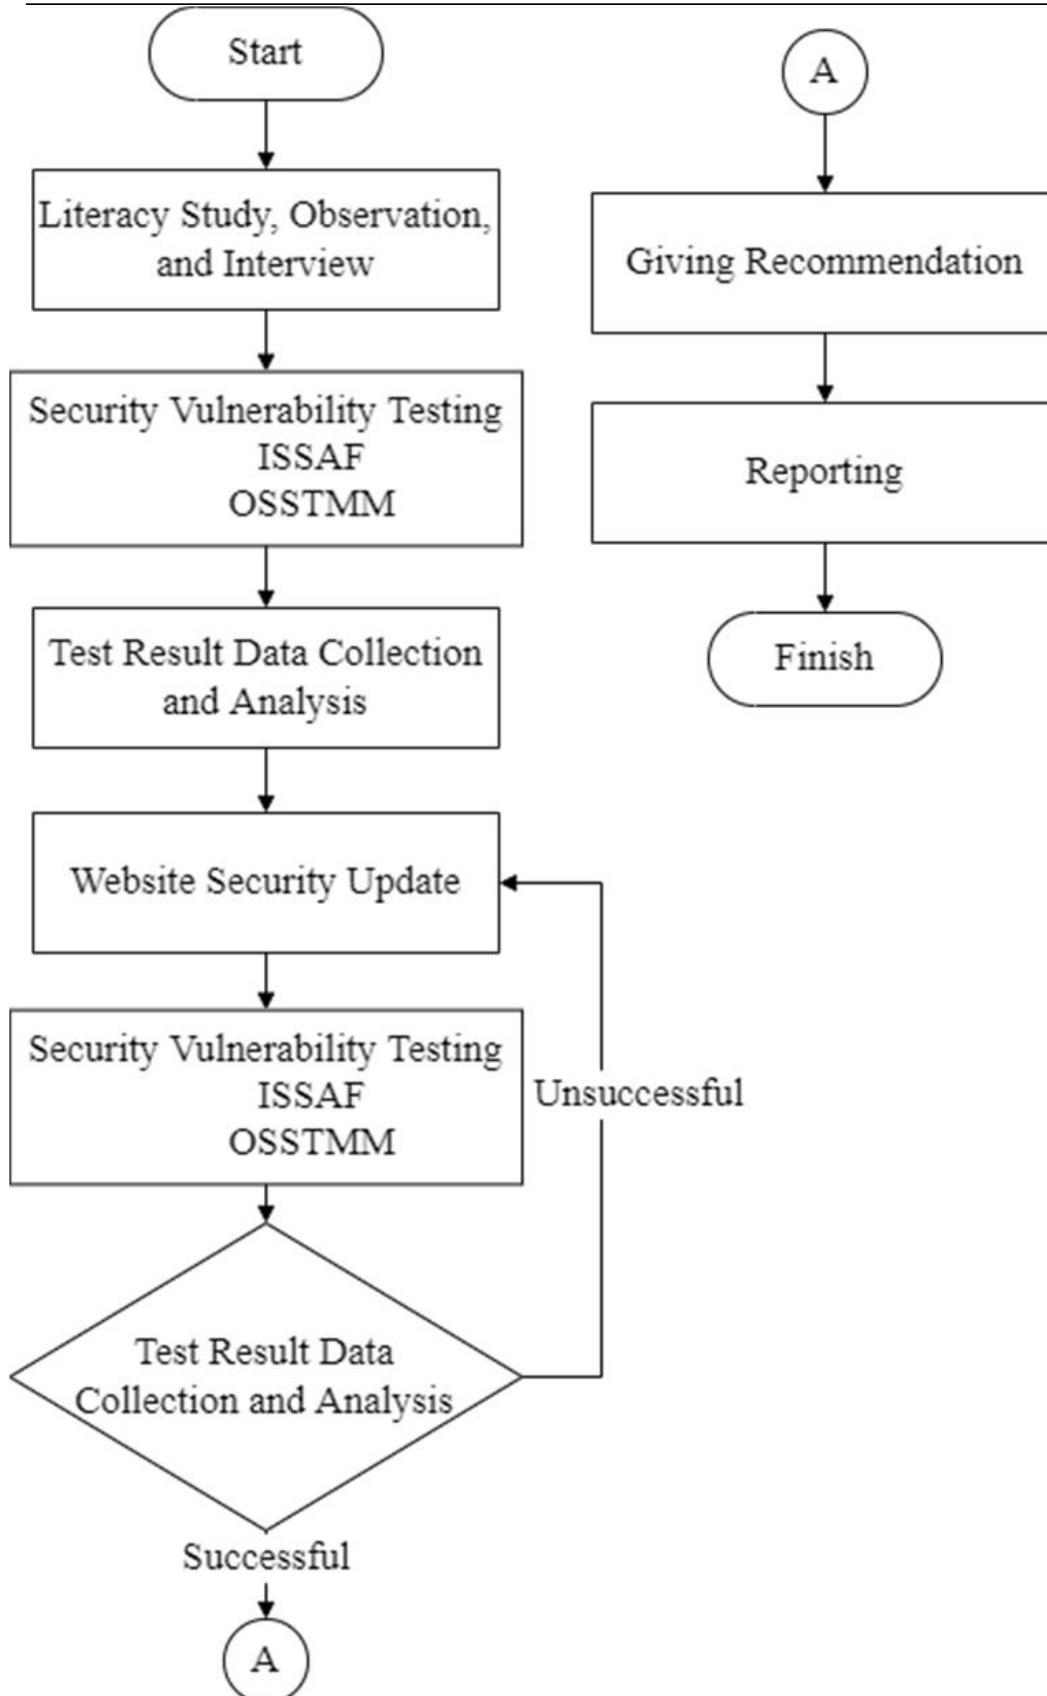 Start
Literacy Study, Observation,
and Interview
Security Vulnerability Testing
ISSAF
OSSTMM
Test Result Data Collection
and Analysis
Website Security Update
Security Vulnerability Testing
ISSAF
OSSTMM
Unsuccessful
Test Result Data
Collection and Analysis
Successful
A
A
Giving Recommendation
Reporting
Finish